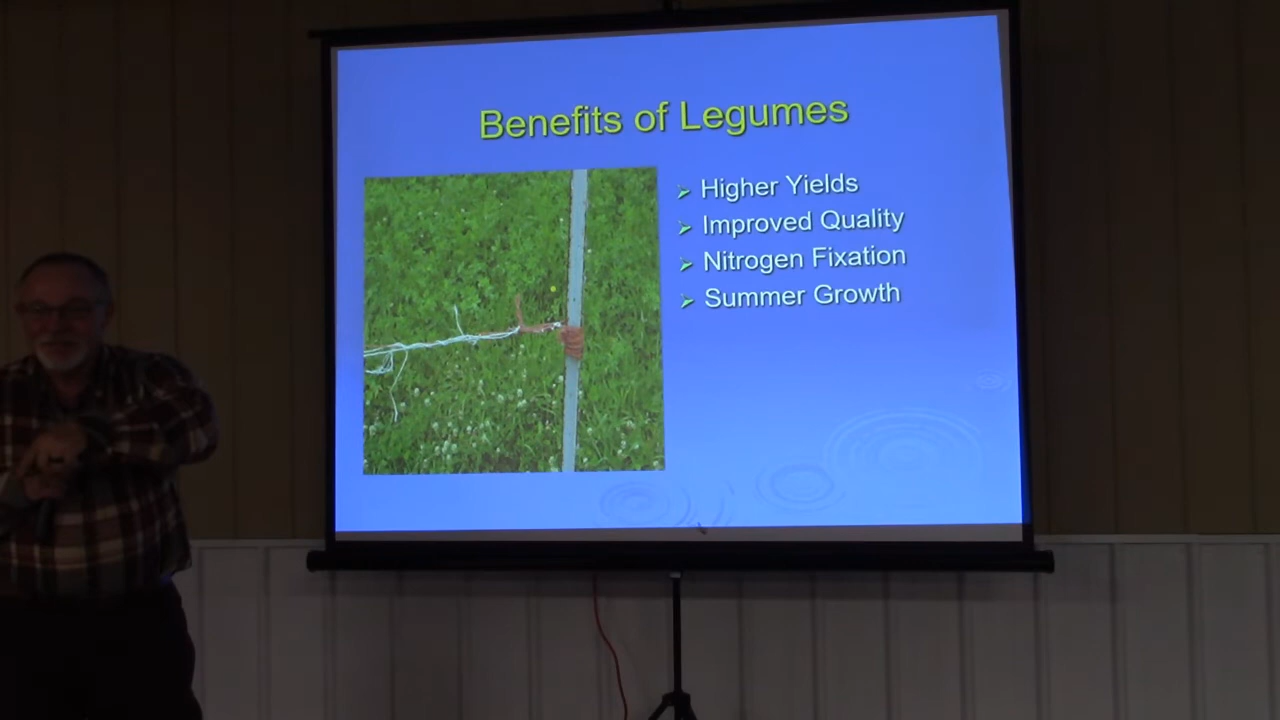 Benefits of Legumes
Higher Yields
Improved Quality
Nitrogen Fixation
Summer Growth